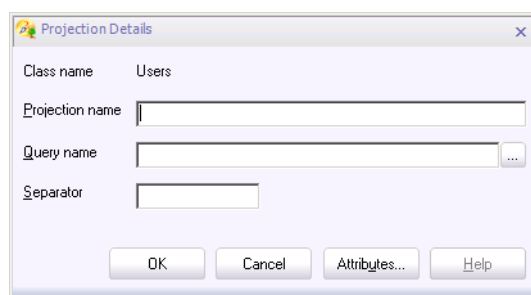 Projection Details
Class name Users
Projection name
Query name ...
Separator
OK Cancel Attributes... Help